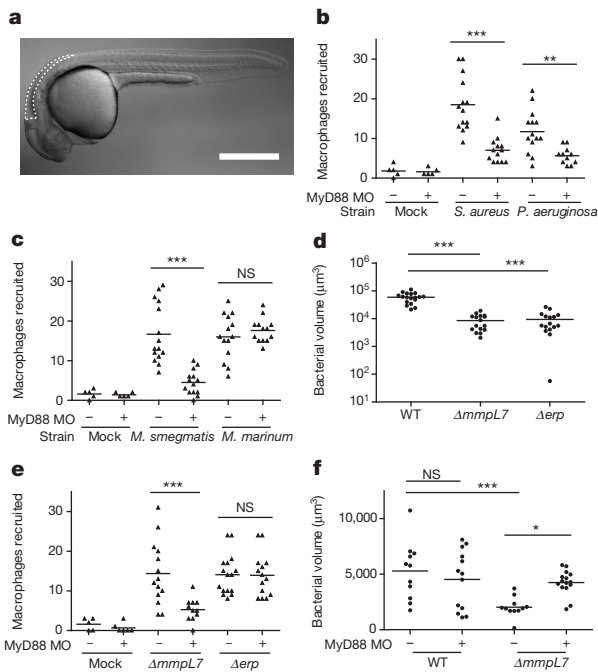 a
b
Macrophages recruited
30
20
10
0
***
**
MyD88 MO − + − + − +
Strain Mock S. aureus P. aeruginosa
c
Macrophages recruited
30
20
10
0
***
NS
MyD88 MO − + − + − +
Strain Mock M. smegmatis M. marinum
d
Bacterial volume (μm³)
10⁶
10⁵
10⁴
10³
10²
10¹
***
***
WT ΔmmpL7 Δerp
e
Macrophages recruited
30
20
10
0
***
NS
MyD88 MO − + − + − +
Mock ΔmmpL7 Δerp
f
Bacterial volume (μm³)
10,000
5,000
0
NS
***
*
MyD88 MO − + − +
WT ΔmmpL7